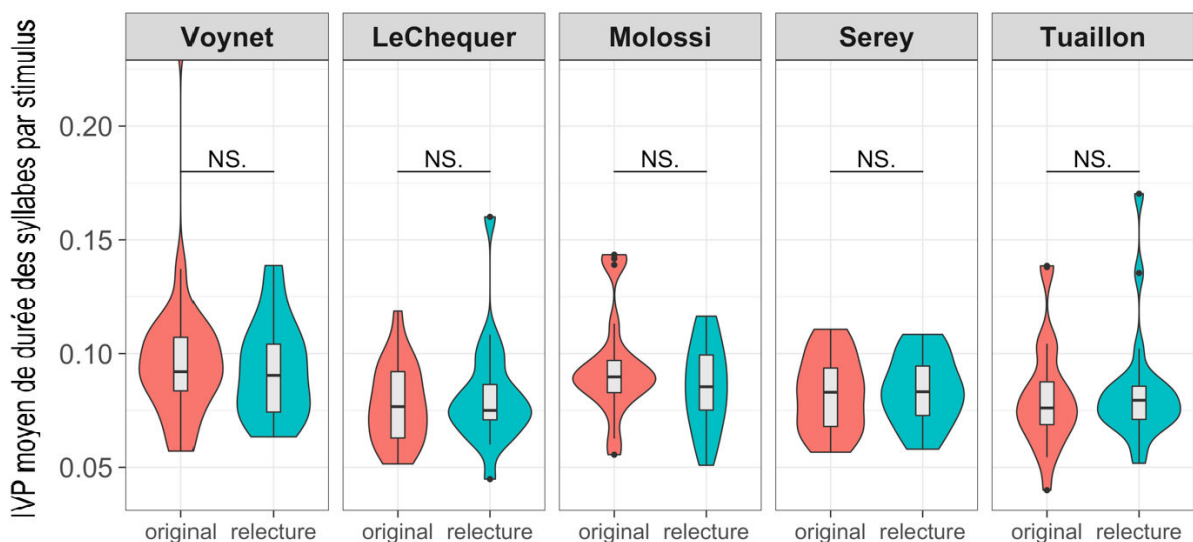 Voynet LeChequer Molossi Serey Tuaillon
IVP moyen de durée des syllabes par stimulus
0.20
0.15
0.10
0.05
NS. NS. NS. NS. NS.
original relecture original relecture original relecture original relecture original relecture